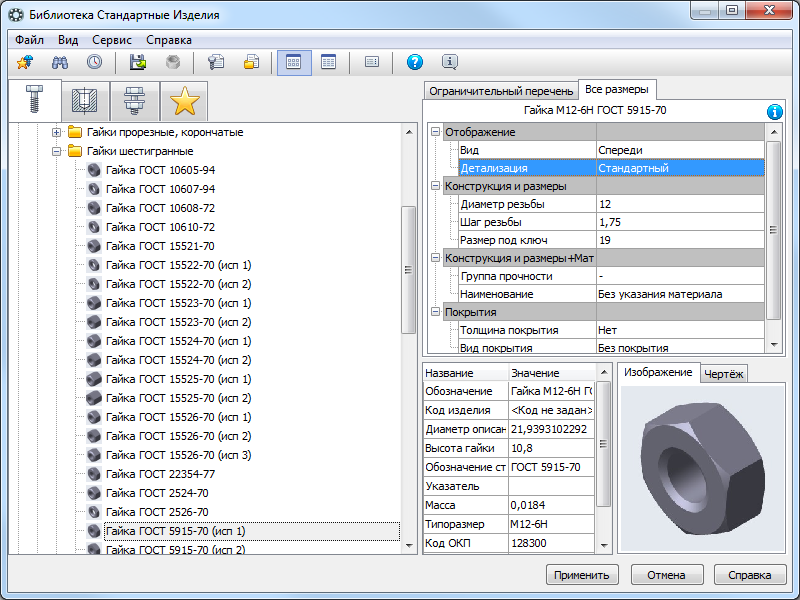 Библиотека Стандартные Изделия
Файл Вид Сервис Справка
Гайки прорезные, корончатые
Гайки шестигранные
Гайка ГОСТ 10605-94
Гайка ГОСТ 10607-94
Гайка ГОСТ 10608-72
Гайка ГОСТ 10610-72
Гайка ГОСТ 15521-70
Гайка ГОСТ 15522-70 (исп 1)
Гайка ГОСТ 15522-70 (исп 2)
Гайка ГОСТ 15523-70 (исп 1)
Гайка ГОСТ 15523-70 (исп 2)
Гайка ГОСТ 15524-70 (исп 1)
Гайка ГОСТ 15524-70 (исп 2)
Гайка ГОСТ 15525-70 (исп 1)
Гайка ГОСТ 15525-70 (исп 2)
Гайка ГОСТ 15526-70 (исп 1)
Гайка ГОСТ 15526-70 (исп 2)
Гайка ГОСТ 15526-70 (исп 3)
Гайка ГОСТ 22354-77
Гайка ГОСТ 2524-70
Гайка ГОСТ 2526-70
Гайка ГОСТ 5915-70 (исп 1)
Гайка ГОСТ 5915-70 (исп 2)
Ограничительный перечень Все размеры
Гайка М12-6Н ГОСТ 5915-70
Отображение
Вид Спереди
Детализация Стандартный
Конструкция и размеры
Диаметр резьбы 12
Шаг резьбы 1,75
Размер под ключ 19
Конструкция и размеры+Мат
Группа прочности -
Наименование Без указания материала
Покрытия
Толщина покрытия Нет
Вид покрытия Без покрытия
Название Значение
Обозначение Гайка М12-6Н ГО
Код изделия <Код не задан>
Диаметр описан 21,9393102292
Высота гайки 10,8
Обозначение ст ГОСТ 5915-70
Указатель
Масса 0,0184
Типоразмер М12-6Н
Код ОКП 128300
Изображение Чертёж
Применить Отмена Справка